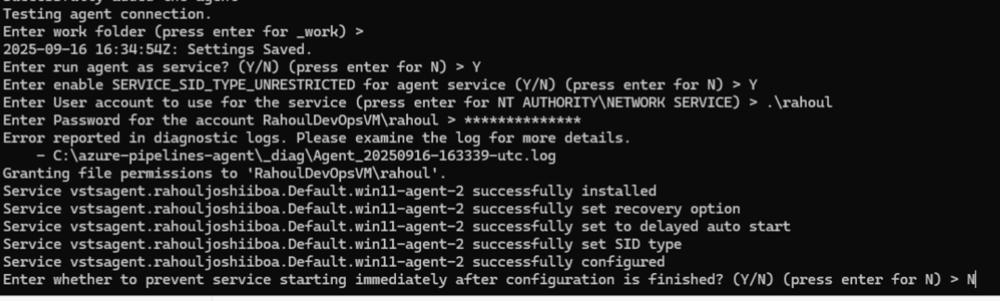 Successfully added the agent
Testing agent connection.
Enter work folder (press enter for _work) >
2025-09-16 16:34:54Z: Settings Saved.
Enter run agent as service? (Y/N) (press enter for N) > Y
Enter enable SERVICE_SID_TYPE_UNRESTRICTED for agent service (Y/N) (press enter for N) > Y
Enter User account to use for the service (press enter for NT AUTHORITY\NETWORK SERVICE) > .\rahoul
Enter Password for the account RahoulDevOpsVM\rahoul > **************
Error reported in diagnostic logs. Please examine the log for more details.
    - C:\azure-pipelines-agent\_diag\Agent_20250916-163339-utc.log
Granting file permissions to 'RahoulDevOpsVM\rahoul'.
Service vstsagent.rahouljoshiiboa.Default.win11-agent-2 successfully installed
Service vstsagent.rahouljoshiiboa.Default.win11-agent-2 successfully set recovery option
Service vstsagent.rahouljoshiiboa.Default.win11-agent-2 successfully set to delayed auto start
Service vstsagent.rahouljoshiiboa.Default.win11-agent-2 successfully set SID type
Service vstsagent.rahouljoshiiboa.Default.win11-agent-2 successfully configured
Enter whether to prevent service starting immediately after configuration is finished? (Y/N) (press enter for N) > N